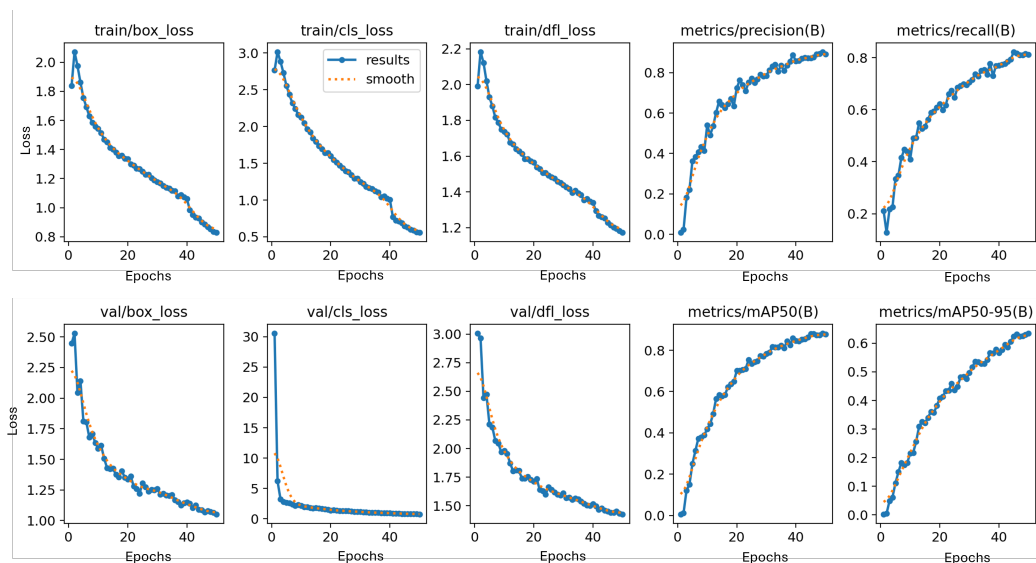 train/box_loss
train/cls_loss
train/dfl_loss
metrics/precision(B)
metrics/recall(B)
results
smooth
Loss
2.0
1.8
1.6
1.4
1.2
1.0
0.8
0 20 40
Epochs
3.0
2.5
2.0
1.5
1.0
0.5
0 20 40
Epochs
2.2
2.0
1.8
1.6
1.4
1.2
0 20 40
Epochs
0.8
0.6
0.4
0.2
0.0
0 20 40
Epochs
0.8
0.6
0.4
0.2
0 20 40
Epochs
val/box_loss
val/cls_loss
val/dfl_loss
metrics/mAP50(B)
metrics/mAP50-95(B)
Loss
2.50
2.25
2.00
1.75
1.50
1.25
1.00
0 20 40
Epochs
30
25
20
15
10
5
0
0 20 40
Epochs
3.00
2.75
2.50
2.25
2.00
1.75
1.50
0 20 40
Epochs
0.8
0.6
0.4
0.2
0.0
0 20 40
Epochs
0.6
0.5
0.4
0.3
0.2
0.1
0.0
0 20 40
Epochs